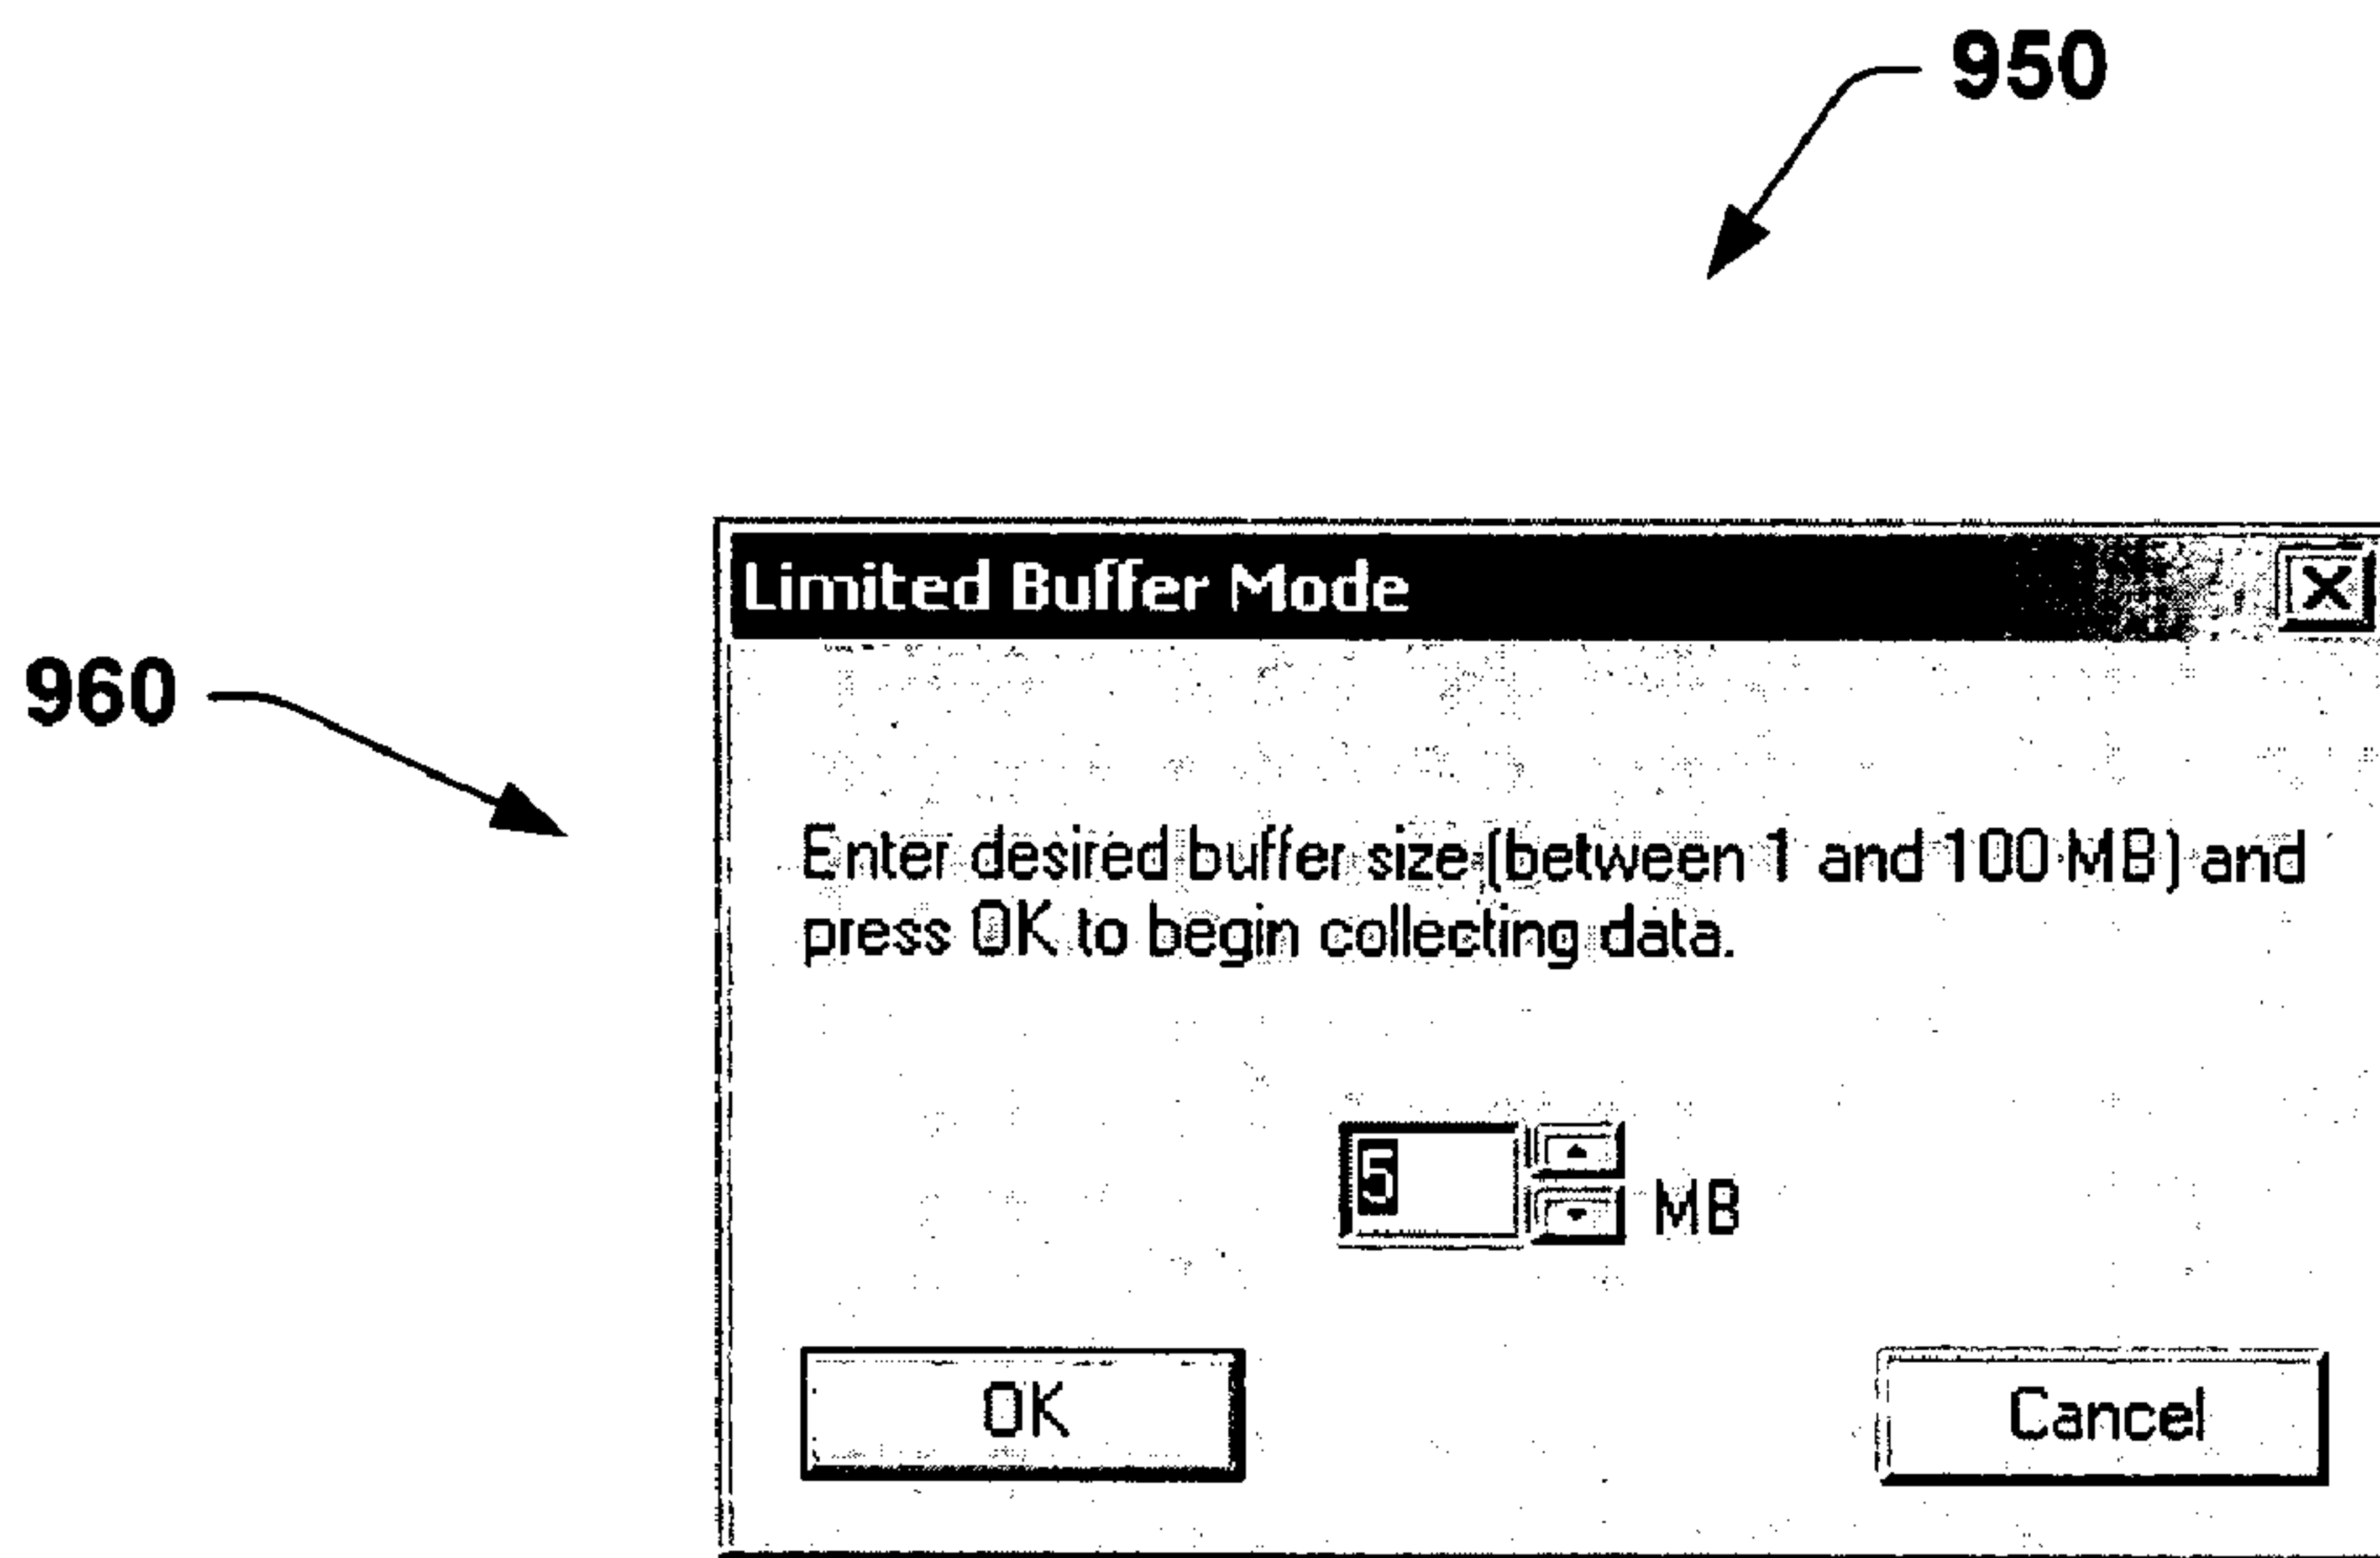 950
Limited Buffer Mode
960
Enter desired buffer size (between 1 and 100 MB) and
press OK to begin collecting data.
5
MB
OK
Cancel